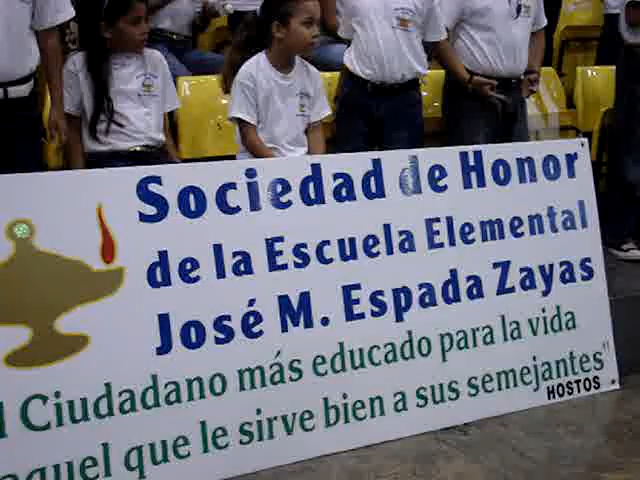 Sociedad de Honor
de la Escuela Elemental
José M. Espada Zayas
Ciudadano más educado para la vida
aquel que le sirve bien a sus semejantes"
HOSTOS